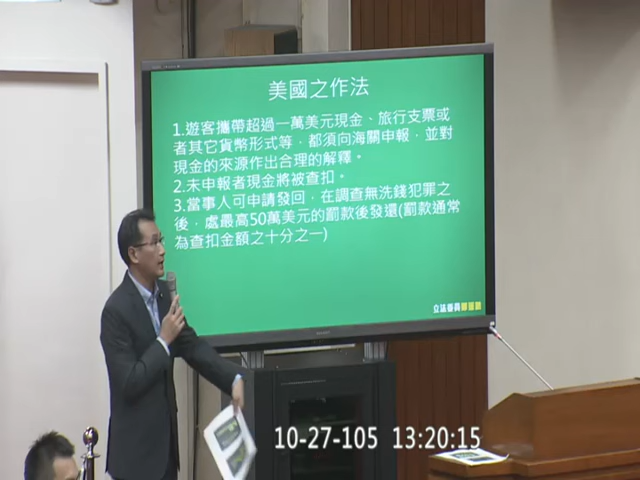 美國之作法
1.遊客攜帶超過一萬美元現金、旅行支票或
者其它貨幣形式等，都須向海關申報，並對
現金的來源作出合理的解釋。
2.未申報者現金將被查扣。
3.當事人可申請發回，在調查無洗錢犯罪之
後，處最高50萬美元的罰款後發還(罰款通常
為查扣金額之十分之一)
立法委員
10-27-105 13:20:15